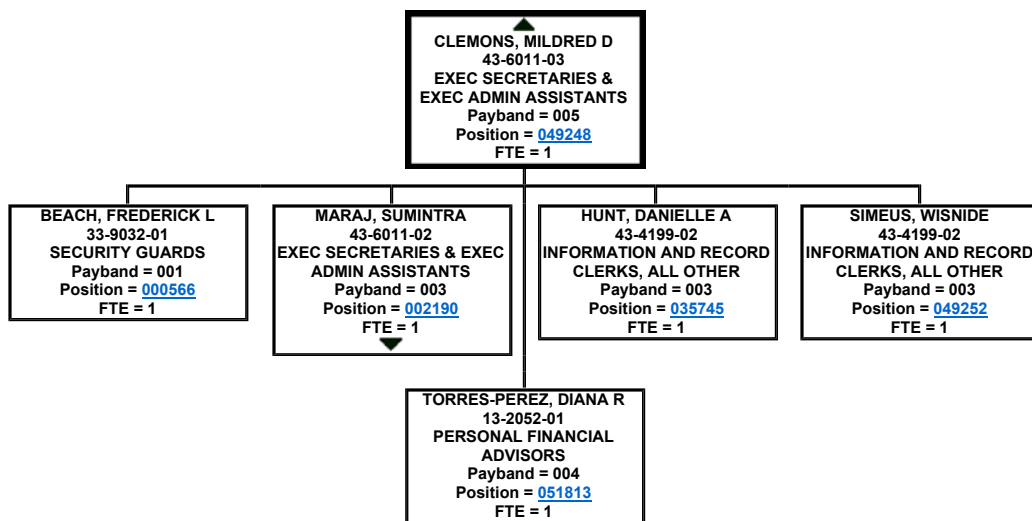 CLEMONS, MILDRED D
43-6011-03
EXEC SECRETARIES &
EXEC ADMIN ASSISTANTS
Payband = 005
Position = 049248
FTE = 1
BEACH, FREDERICK L
33-9032-01
SECURITY GUARDS
Payband = 001
Position = 000566
FTE = 1
MARAJ, SUMINTRA
43-6011-02
EXEC SECRETARIES & EXEC
ADMIN ASSISTANTS
Payband = 003
Position = 002190
FTE = 1
HUNT, DANIELLE A
43-4199-02
INFORMATION AND RECORD
CLERKS, ALL OTHER
Payband = 003
Position = 035745
FTE = 1
SIMEUS, WISNIDE
43-4199-02
INFORMATION AND RECORD
CLERKS, ALL OTHER
Payband = 003
Position = 049252
FTE = 1
TORRES-PEREZ, DIANA R
13-2052-01
PERSONAL FINANCIAL
ADVISORS
Payband = 004
Position = 051813
FTE = 1